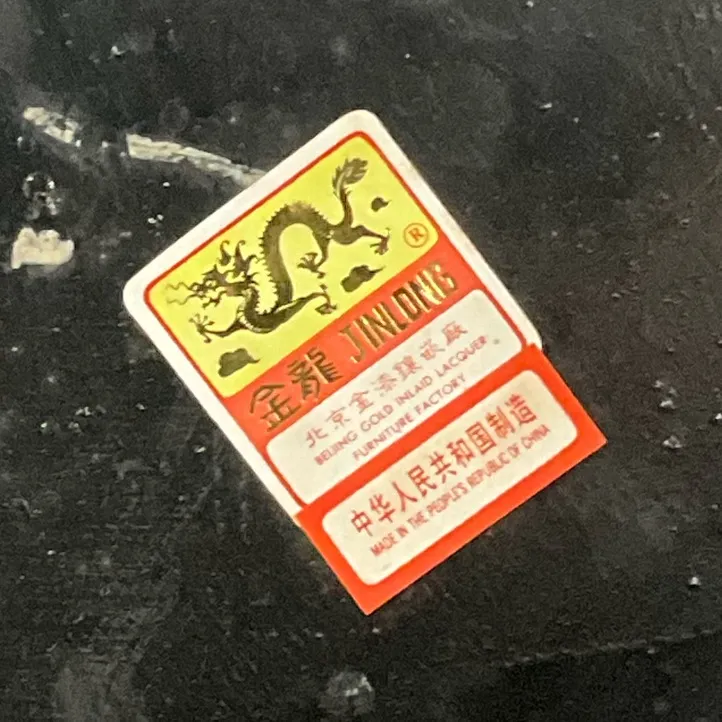 ®
金龍 JINLONG
北京金漆鑲嵌廠
BEIJING GOLD INLAID LACQUER
FURNITURE FACTORY
中华人民共和国制造
MADE IN THE PEOPLE'S REPUBLIC OF CHINA